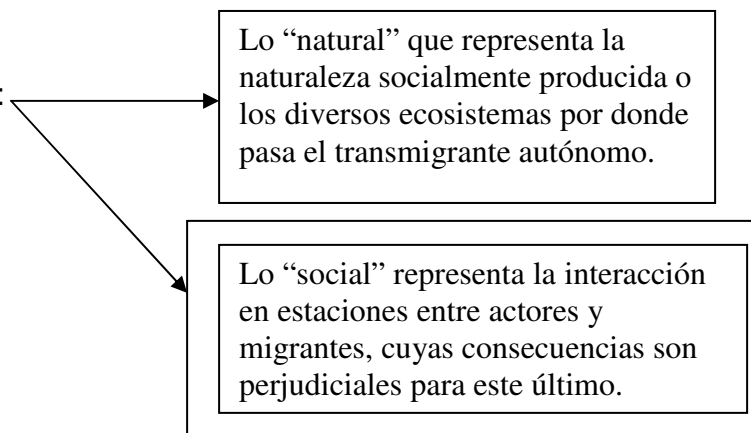 Lo “natural” que representa la
naturaleza socialmente producida o
:
los diversos ecosistemas por donde
pasa el transmigrante autónomo.
Lo “social” representa la interacción
en estaciones entre actores y
migrantes, cuyas consecuencias son
perjudiciales para este último.